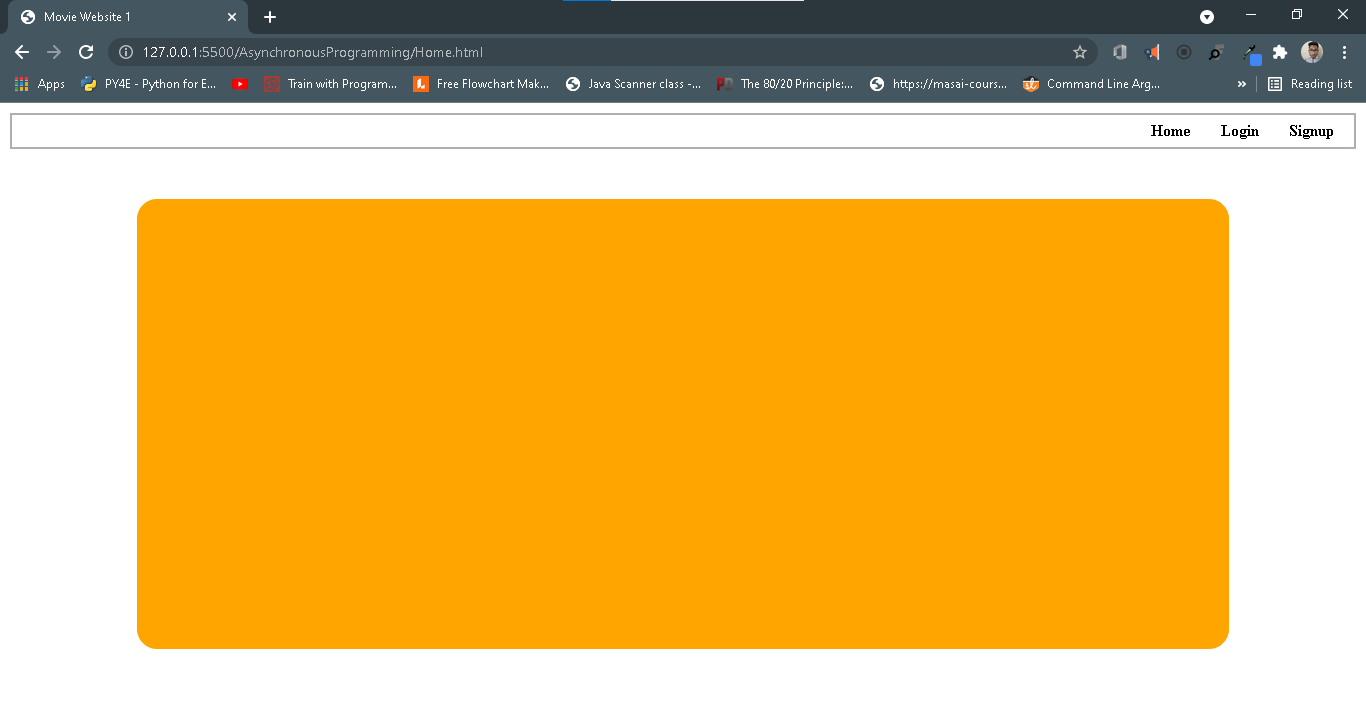 Movie Website 1
127.0.0.1:5500/AsynchronousProgramming/Home.html
Apps PY4E - Python for E... Train with Program... Free Flowchart Mak... Java Scanner class -... The 80/20 Principle:... https://masai-cours... Command Line Arg... » Reading list
Home Login Signup